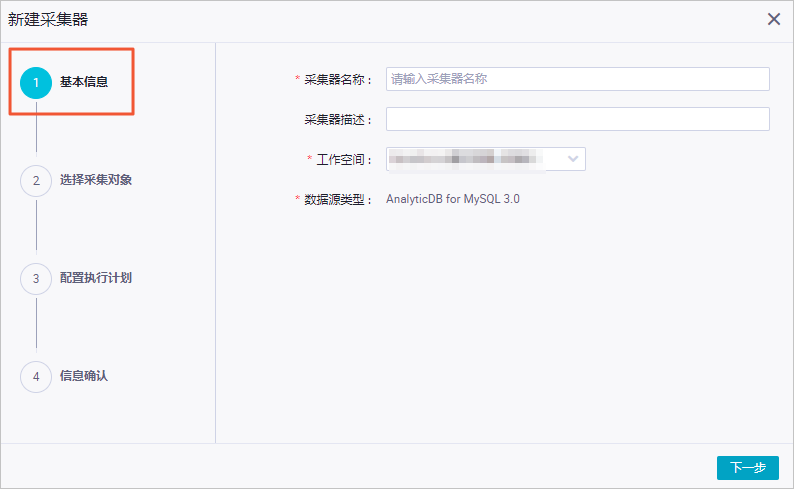 新建采集器
1 基本信息
2 选择采集对象
3 配置执行计划
4 信息确认
* 采集器名称： 请输入采集器名称
采集器描述：
* 工作空间：
* 数据源类型： AnalyticDB for MySQL 3.0
下一步